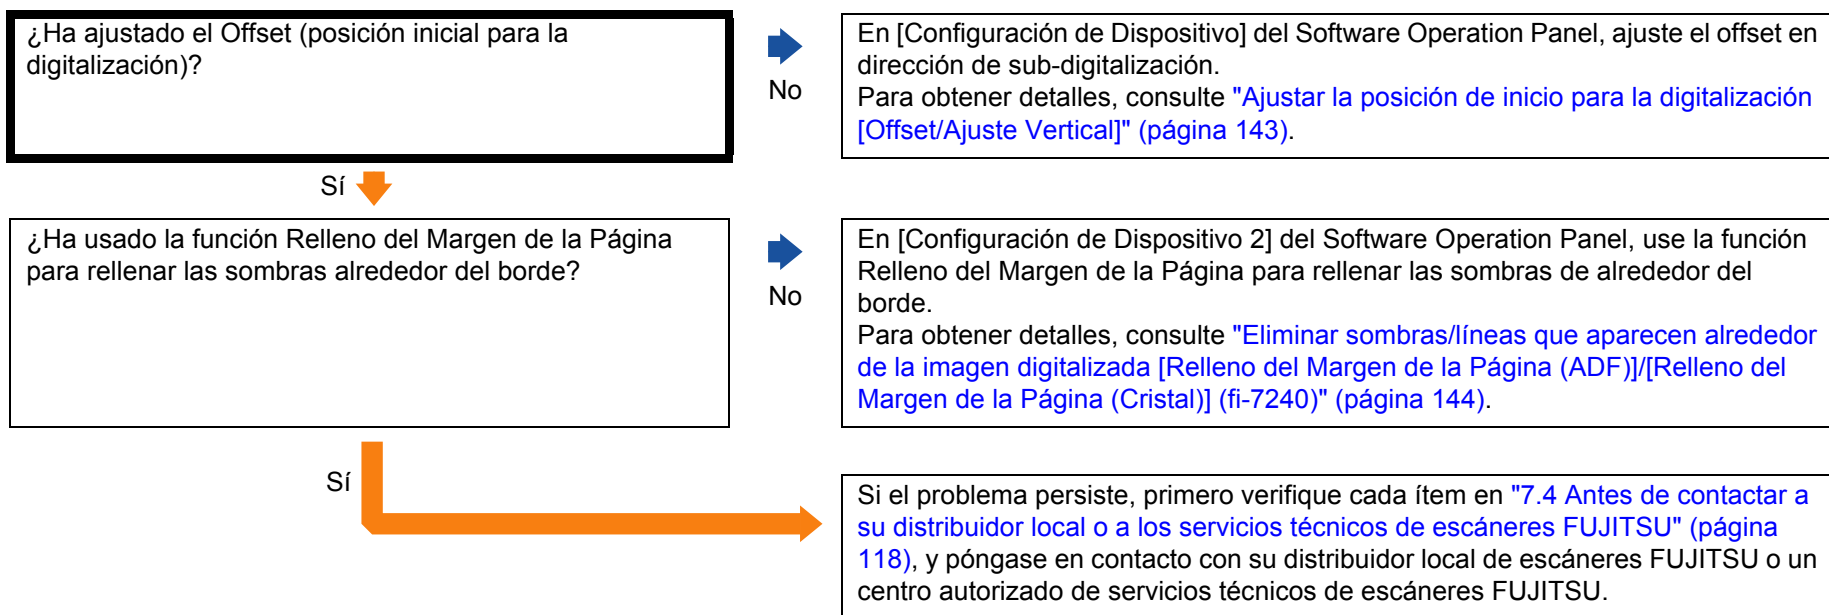 ¿Ha ajustado el Offset (posición inicial para la
digitalización)?
No
En [Configuración de Dispositivo] del Software Operation Panel, ajuste el offset en
dirección de sub-digitalización.
Para obtener detalles, consulte "Ajustar la posición de inicio para la digitalización
[Offset/Ajuste Vertical]" (página 143).
Sí
¿Ha usado la función Relleno del Margen de la Página
para rellenar las sombras alrededor del borde?
No
En [Configuración de Dispositivo 2] del Software Operation Panel, use la función
Relleno del Margen de la Página para rellenar las sombras de alrededor del
borde.
Para obtener detalles, consulte "Eliminar sombras/líneas que aparecen alrededor
de la imagen digitalizada [Relleno del Margen de la Página (ADF)]/[Relleno del
Margen de la Página (Cristal)] (fi-7240)" (página 144).
Sí
Si el problema persiste, primero verifique cada ítem en "7.4 Antes de contactar a
su distribuidor local o a los servicios técnicos de escáneres FUJITSU" (página
118), y póngase en contacto con su distribuidor local de escáneres FUJITSU o un
centro autorizado de servicios técnicos de escáneres FUJITSU.